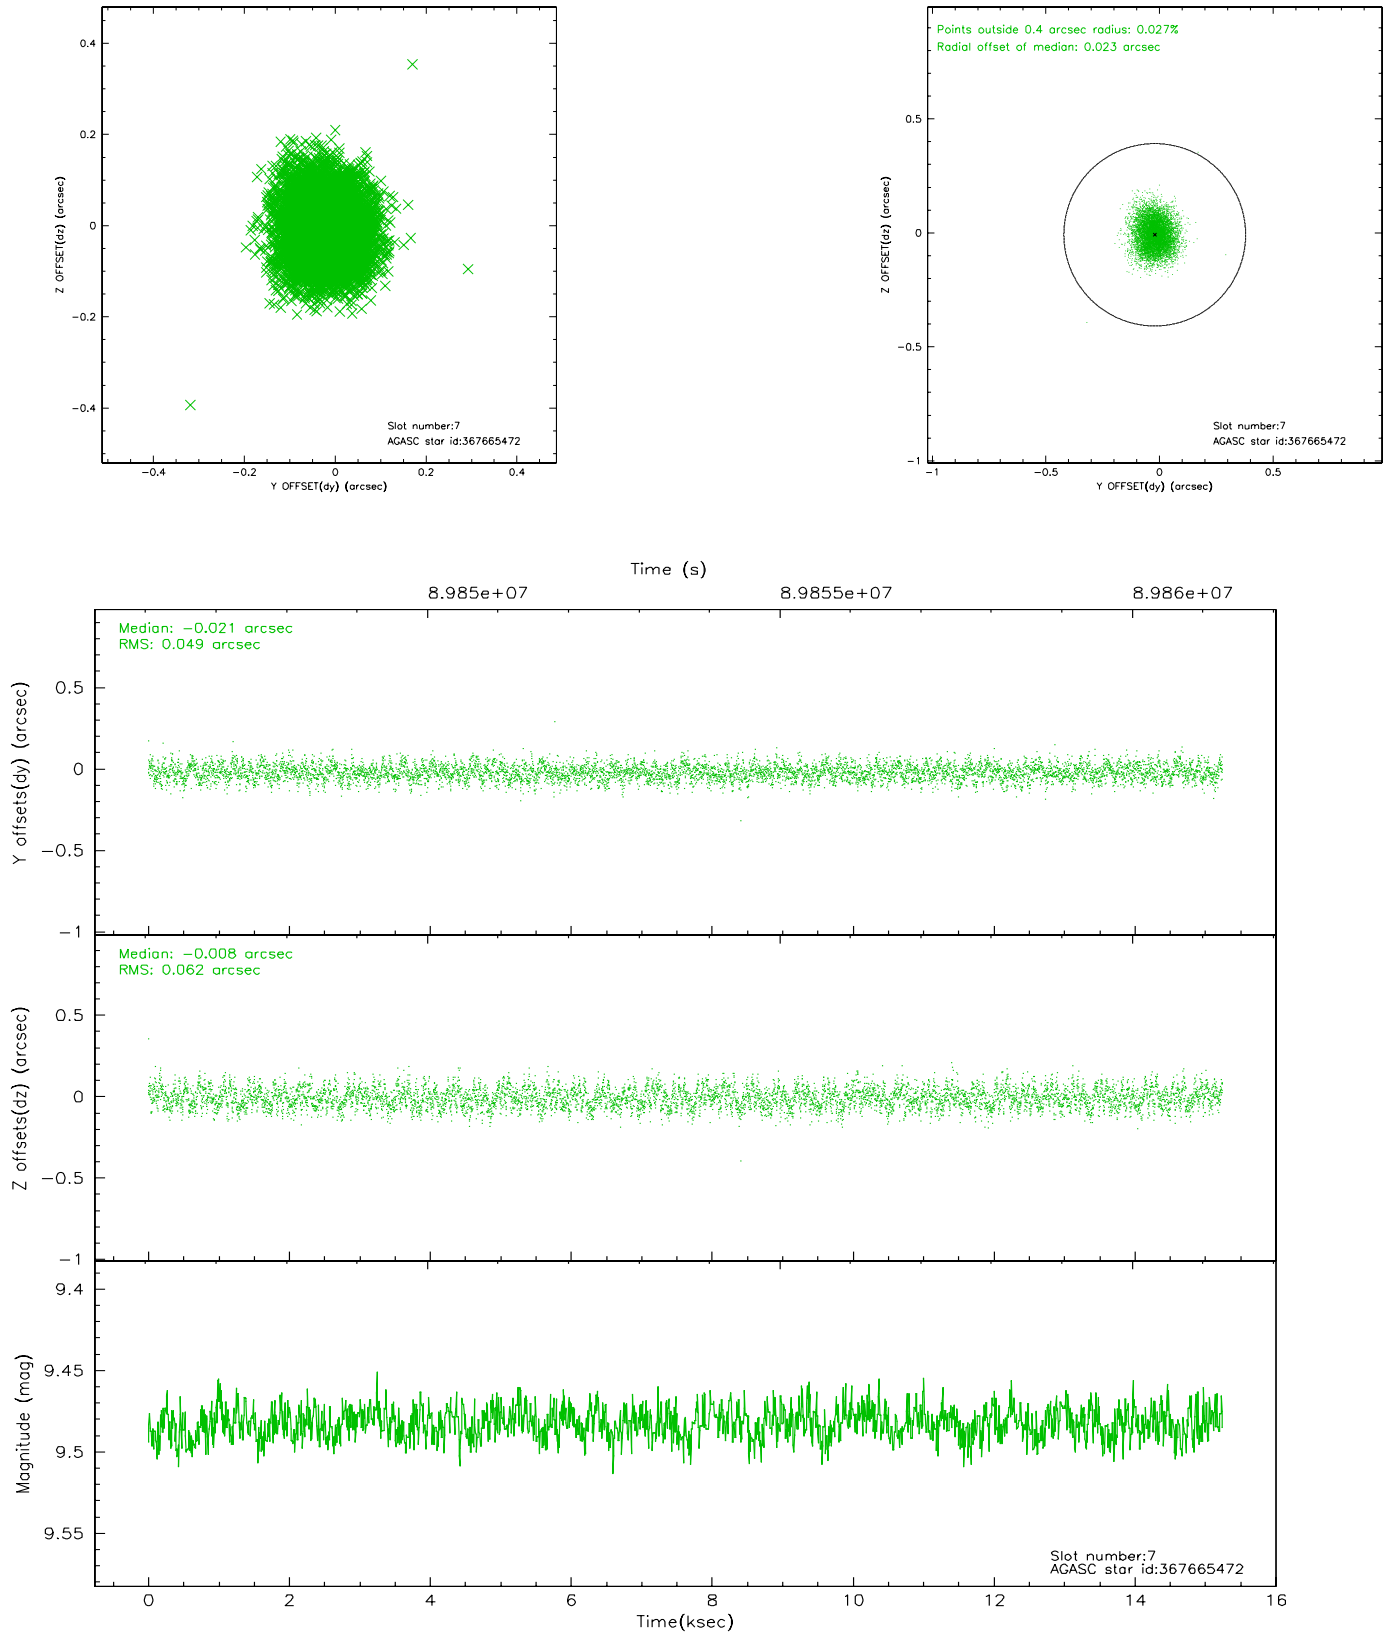 0.4
0.2
0
−0.2
−0.4
Z OFFSET(dz) (arcsec)
Slot number:7
AGASC star id:367665472
−0.4
−0.2
0
0.2
0.4
Y OFFSET(dy) (arcsec)
Points outside 0.4 arcsec radius: 0.027%
Radial offset of median: 0.023 arcsec
0.5
0
−0.5
−1
Z OFFSET(dz) (arcsec)
Slot number:7
AGASC star id:367665472
−1
−0.5
0
0.5
Y OFFSET(dy) (arcsec)
Time (s)
8.985e+07
8.9855e+07
8.986e+07
Median: −0.021 arcsec
RMS: 0.049 arcsec
0.5
0
−0.5
−1
Y offsets(dy) (arcsec)
Median: −0.008 arcsec
RMS: 0.062 arcsec
0.5
0
−0.5
−1
Z offsets(dz) (arcsec)
9.4
9.45
9.5
9.55
Magnitude (mag)
Slot number:7
AGASC star id:367665472
0
2
4
6
8
10
12
14
16
Time(ksec)